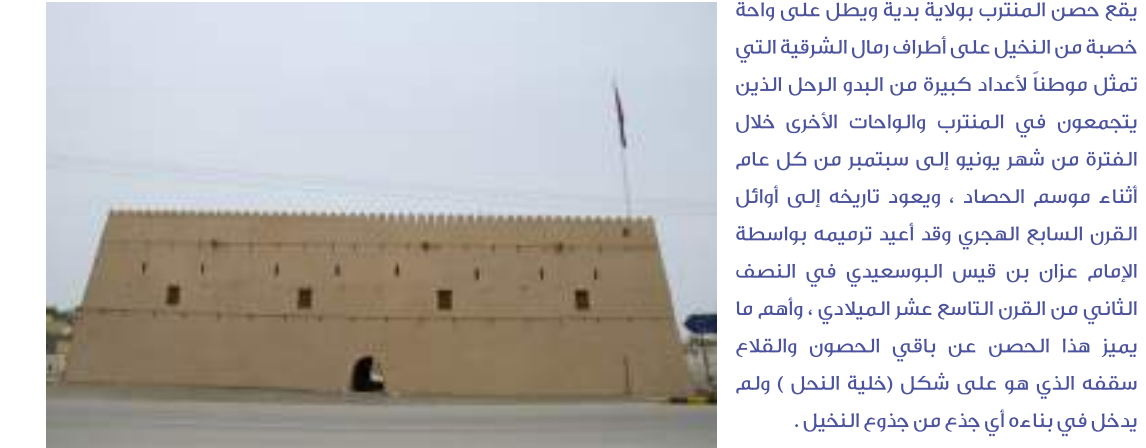 يقع حصن المنترب بولاية بدية ويطل على واحة
خصبة من النخيل على أطراف رمال الشرقية التي
تمثل موطناً لأعداد كبيرة من البدو الرحل الذين
يتجمعون في المنترب والواحات الأخرى خلال
الفترة من شهر يونيو إلى سبتمبر من كل عام
أثناء موسم الحصاد ، ويعود تاريخه إلى أوائل
القرن السابع الهجري وقد أعيد ترميمه بواسطة
الإمام عزان بن قيس البوسعيدي في النصف
الثاني من القرن التاسع عشر الميلادي ، وأهم ما
يميز هذا الحصن عن باقي الحصون والقلاع
سقفه الذي هو على شكل (خلية النحل ) ولم
يدخل في بناءه أي جذع من جذوع النخيل .